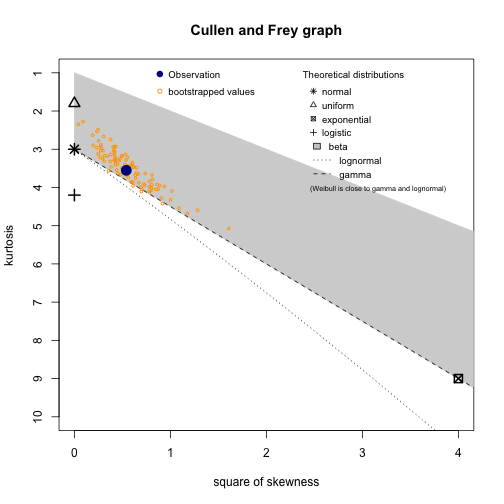 Cullen and Frey graph
Observation
bootstrapped values
Theoretical distributions
normal
uniform
exponential
logistic
beta
lognormal
gamma
(Weibull is close to gamma and lognormal)
kurtosis
1
2
3
4
5
6
7
8
9
10
0
1
2
3
4
square of skewness